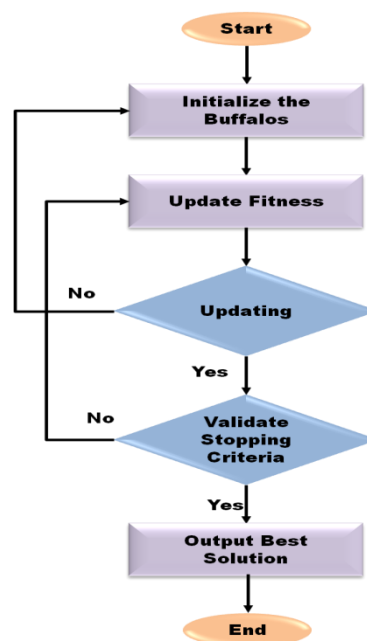 Start
Initialize the
Buffalos
Update Fitness
No
Updating
Yes
No
Validate
Stopping
Criteria
Yes
Output Best
Solution
End